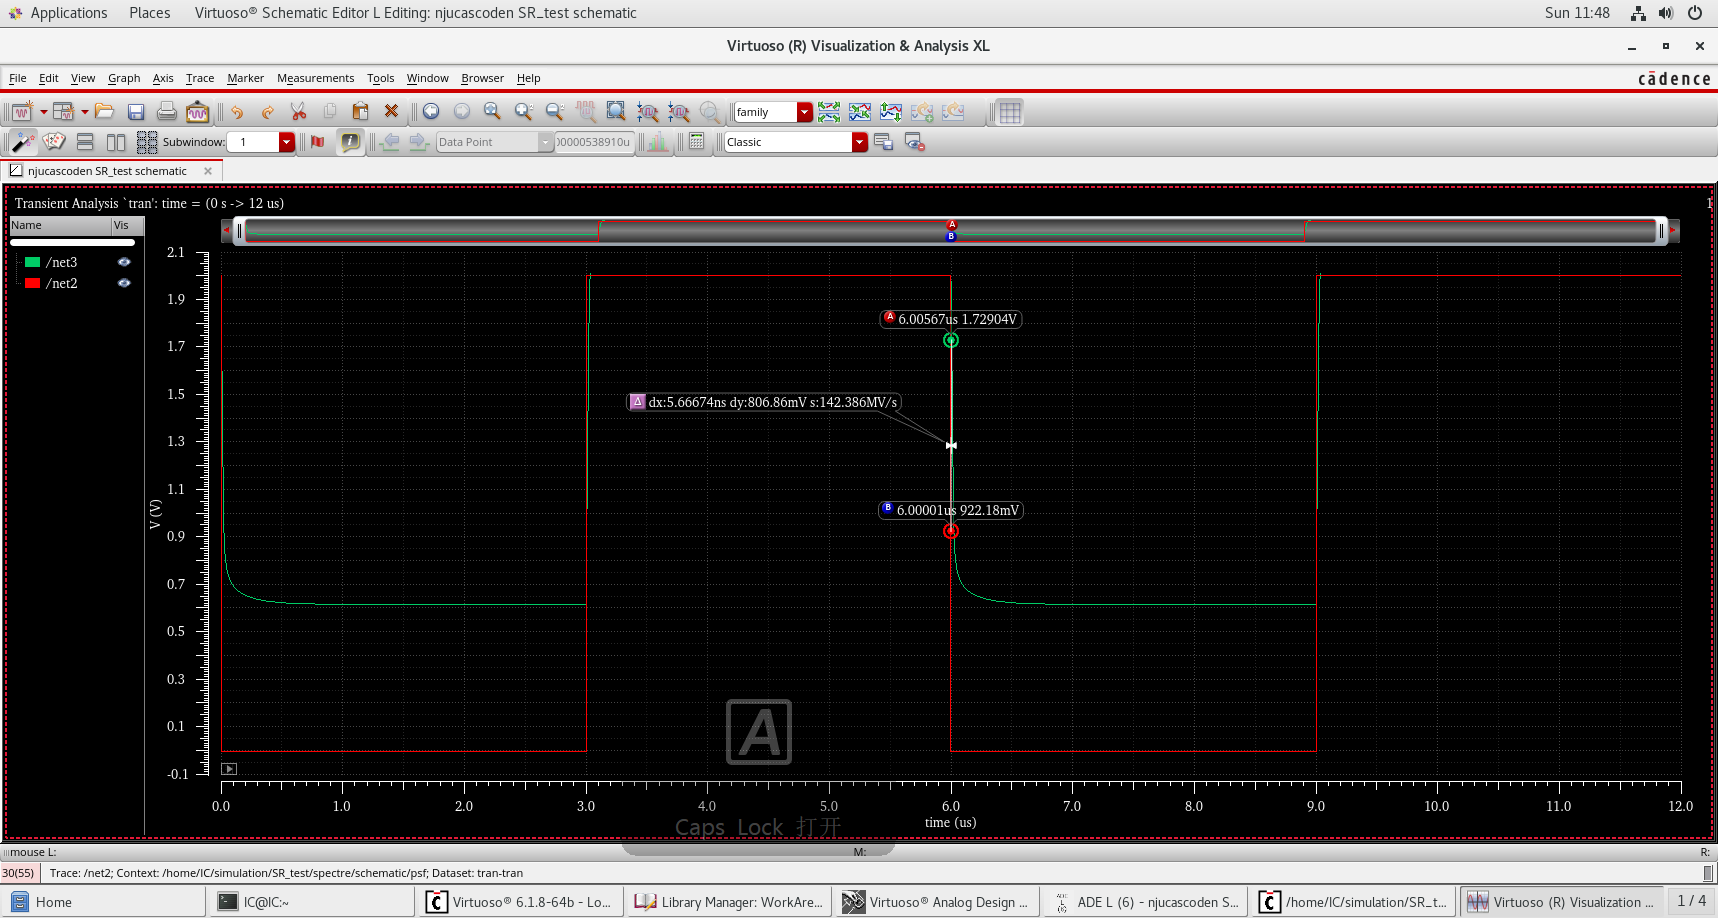 Applications Places Virtuoso® Schematic Editor L Editing: njucascoden SR_test schematic Sun 11:48
Virtuoso (R) Visualization & Analysis XL
File Edit View Graph Axis Trace Marker Measurements Tools Window Browser Help cādence
family
Subwindow: 1 Data Point 00000538910u Classic
njucascoden SR_test schematic
Transient Analysis `tran': time = (0 s -> 12 us) 1
Name Vis
/net3
/net2
A
B
2.1
1.9
1.7
1.5
1.3
1.1
0.9
0.7
0.5
0.3
0.1
-0.1
V (V)
A 6.00567us 1.72904V
Δ dx:5.66674ns dy:806.86mV s:142.386MV/s
B 6.00001us 922.18mV
A
0.0 1.0 2.0 3.0 4.0 5.0 6.0 7.0 8.0 9.0 10.0 11.0 12.0
time (us)
Caps Lock 打开
mouse L: M: R:
30(55) Trace: /net2; Context: /home/IC/simulation/SR_test/spectre/schematic/psf; Dataset: tran-tran
Home IC@IC:~ Virtuoso® 6.1.8-64b - Lo... Library Manager: WorkAre... Virtuoso® Analog Design ... ADE L (6) - njucascoden S... /home/IC/simulation/SR_t... Virtuoso (R) Visualization ... 1 / 4